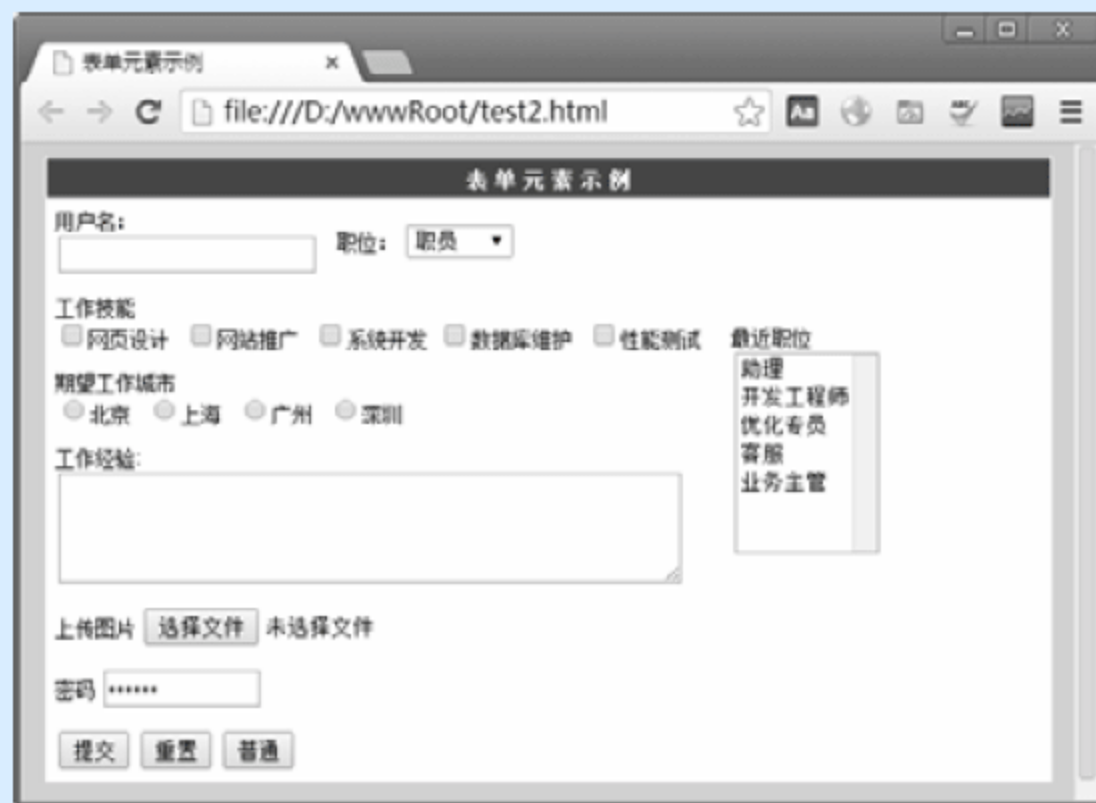 表单元素示例
file:///D:/wwwRoot/test2.html
表单元素示例
用户名:
职位: 职员
工作技能
网页设计 网站推广 系统开发 数据库维护 性能测试
最近职位
助理
开发工程师
优化专员
客服
业务主管
期望工作城市
北京 上海 广州 深圳
工作经验:
上传图片 选择文件 未选择文件
密码 ••••••
提交 重置 普通